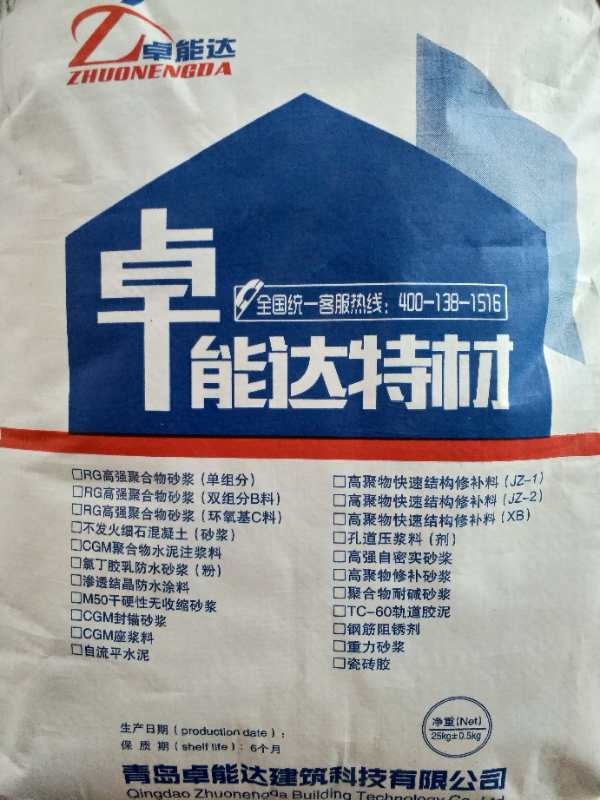 卓能达
ZHUONENGDA
全国统一客服热线：400-138-1516
卓能达特材
□RG高强聚合物砂浆（单组分）
□RG高强聚合物砂浆（双组分B料）
□RG高强聚合物砂浆（环氧基C料）
□不发火细石混凝土（砂浆）
□CGM聚合物水泥注浆料
□氯丁胶乳防水砂浆（粉）
□渗透结晶防水涂料
□M50干硬性无收缩砂浆
□CGM封锚砂浆
□CGM座浆料
□自流平水泥
□高聚物快速结构修补料（JZ-1）
□高聚物快速结构修补料（JZ-2）
□高聚物快速结构修补料（XB）
□孔道压浆料（剂）
□高强自密实砂浆
□高聚物修补砂浆
□聚合物耐碱砂浆
□TC-60轨道胶泥
□钢筋阻锈剂
□重力砂浆
□瓷砖胶
生产日期（production date）：
保 质 期（shelf life）：6个月
净重(Net)
25kg±0.5kg
青岛卓能达建筑科技有限公司
Qingdao Zhuonengda Building Technology Co.,Ltd